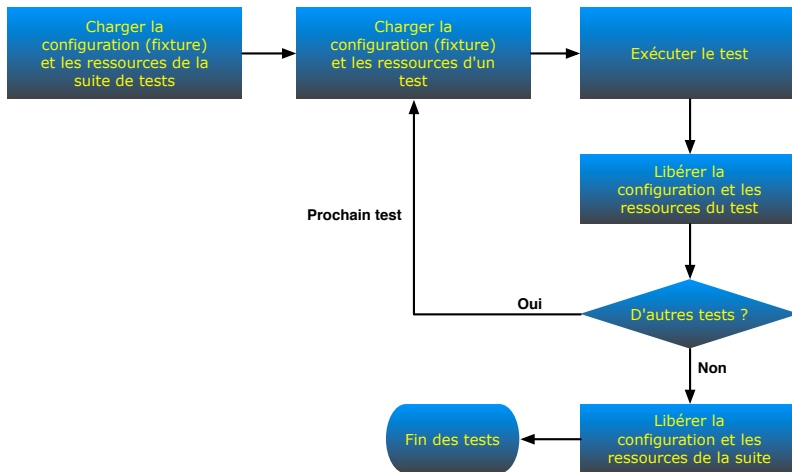 Charger la
configuration (fixture)
et les ressources de la
suite de tests
Charger la
configuration (fixture)
et les ressources d'un
test
Exécuter le test
Libérer la
configuration et les
ressources du test
Prochain test
Oui
D'autres tests ?
Non
Libérer la
configuration et les
ressources de la suite
Fin des tests